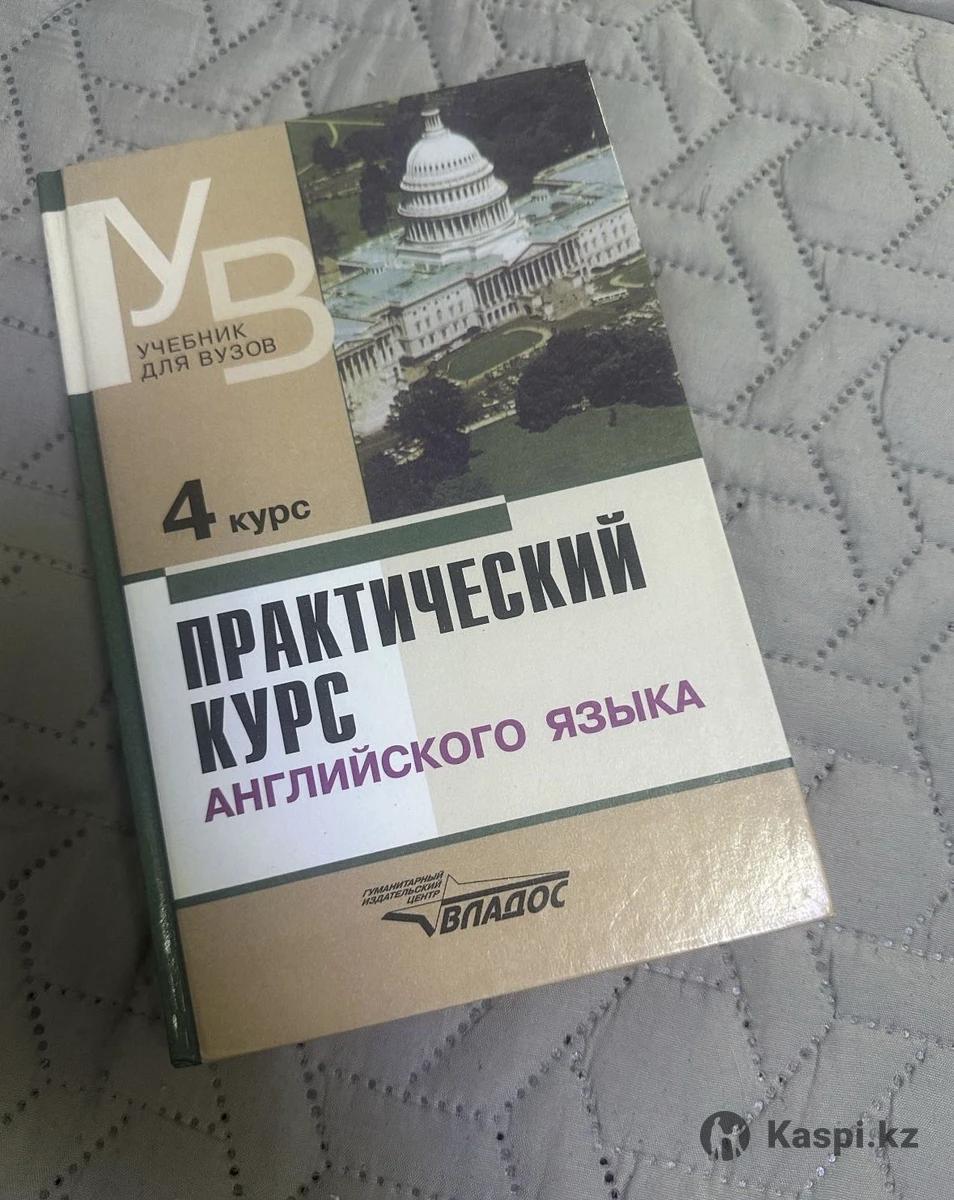 УВ
УЧЕБНИК
ДЛЯ ВУЗОВ
4 курс
ПРАКТИЧЕСКИЙ
КУРС
АНГЛИЙСКОГО ЯЗЫКА
ГУМАНИТАРНЫЙ
ИЗДАТЕЛЬСКИЙ
ЦЕНТР
ВЛАДОС
Kaspi.kz